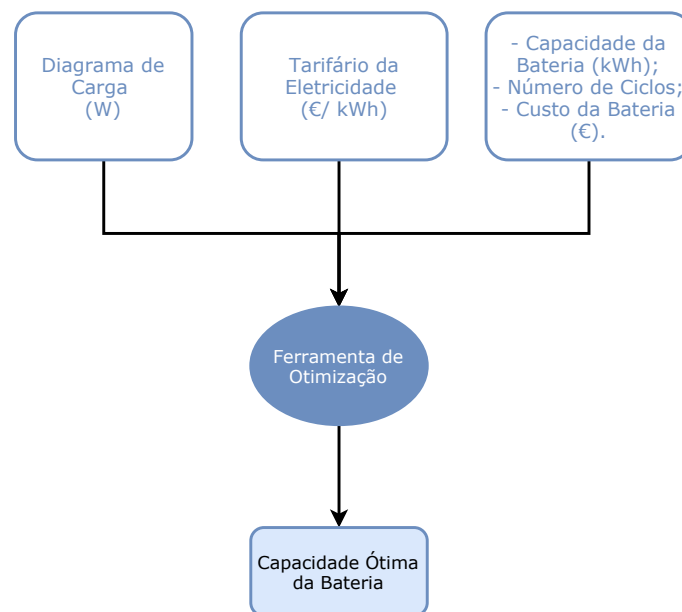 Diagrama de
Carga
(W)
Tarifário da
Eletricidade
(€/ kWh)
- Capacidade da
Bateria (kWh);
- Número de Ciclos;
- Custo da Bateria
(€).
Ferramenta de
Otimização
Capacidade Ótima
da Bateria